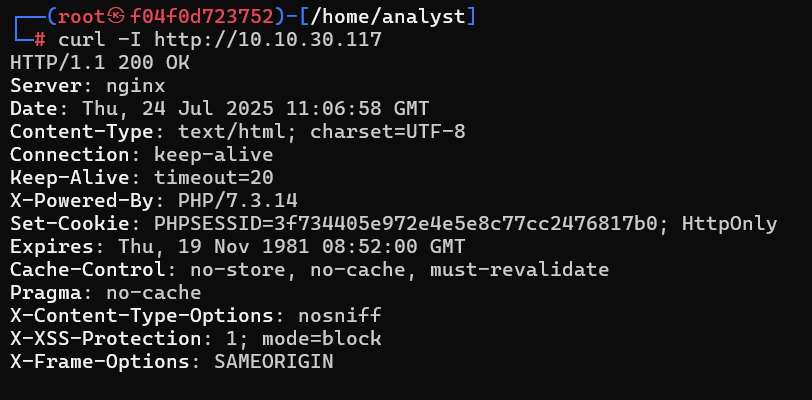 ┌──(root㉿f04f0d723752)-[/home/analyst]
└─# curl -I http://10.10.30.117
HTTP/1.1 200 OK
Server: nginx
Date: Thu, 24 Jul 2025 11:06:58 GMT
Content-Type: text/html; charset=UTF-8
Connection: keep-alive
Keep-Alive: timeout=20
X-Powered-By: PHP/7.3.14
Set-Cookie: PHPSESSID=3f734405e972e4e5e8c77cc2476817b0; HttpOnly
Expires: Thu, 19 Nov 1981 08:52:00 GMT
Cache-Control: no-store, no-cache, must-revalidate
Pragma: no-cache
X-Content-Type-Options: nosniff
X-XSS-Protection: 1; mode=block
X-Frame-Options: SAMEORIGIN